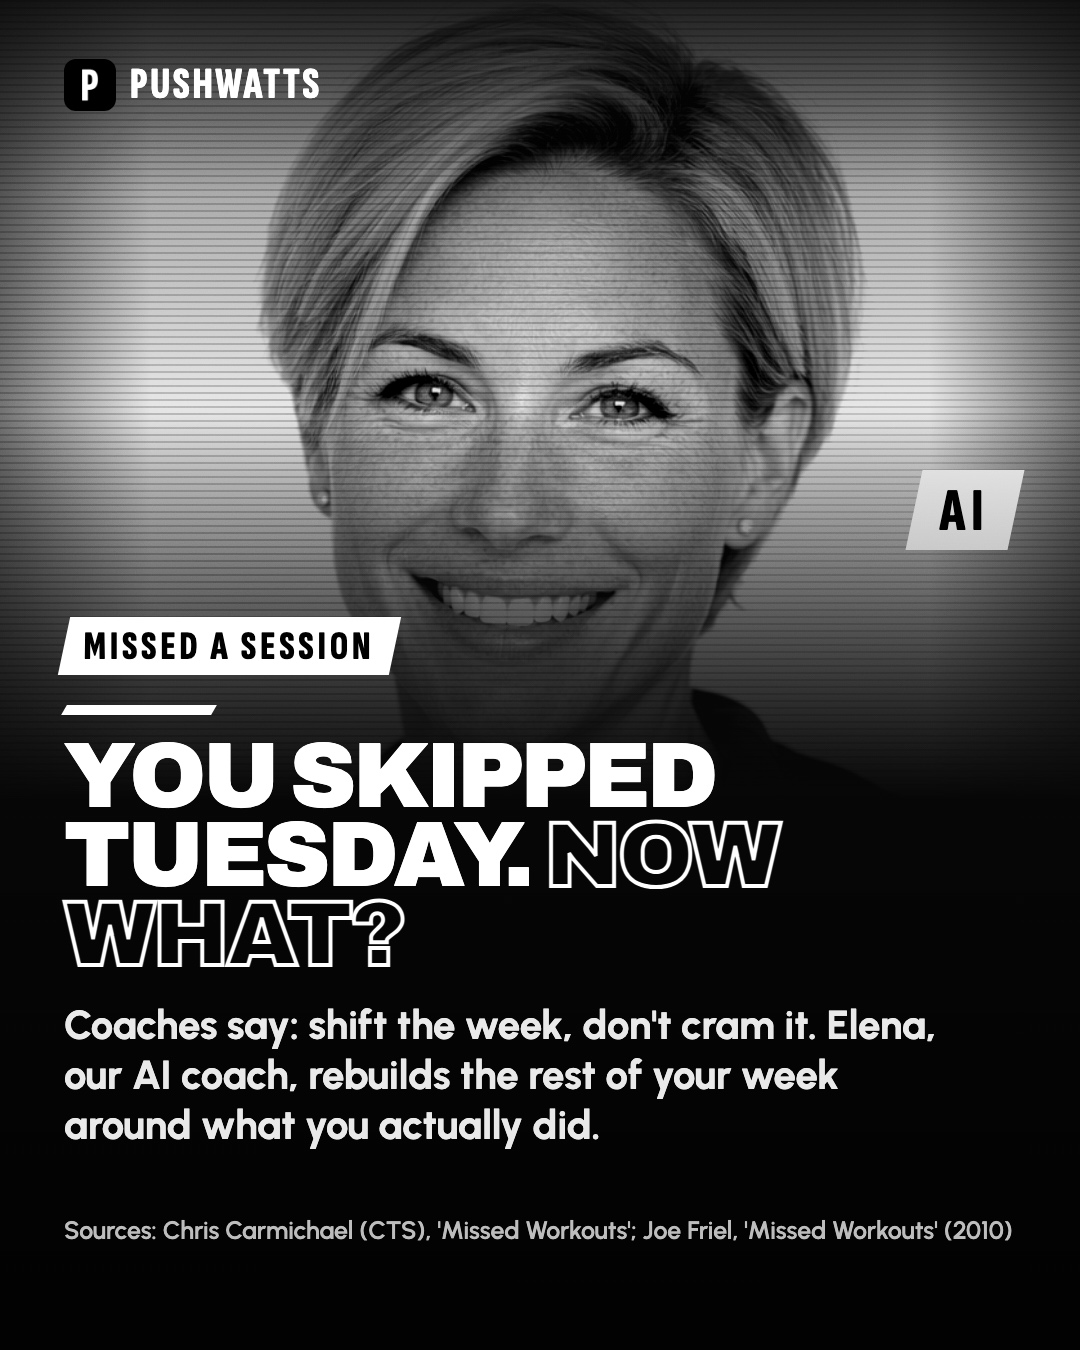 P PUSHWATTS
AI
MISSED A SESSION
YOU SKIPPED
TUESDAY. NOW
WHAT?
Coaches say: shift the week, don't cram it. Elena,
our AI coach, rebuilds the rest of your week
around what you actually did.
Sources: Chris Carmichael (CTS), 'Missed Workouts'; Joe Friel, 'Missed Workouts' (2010)